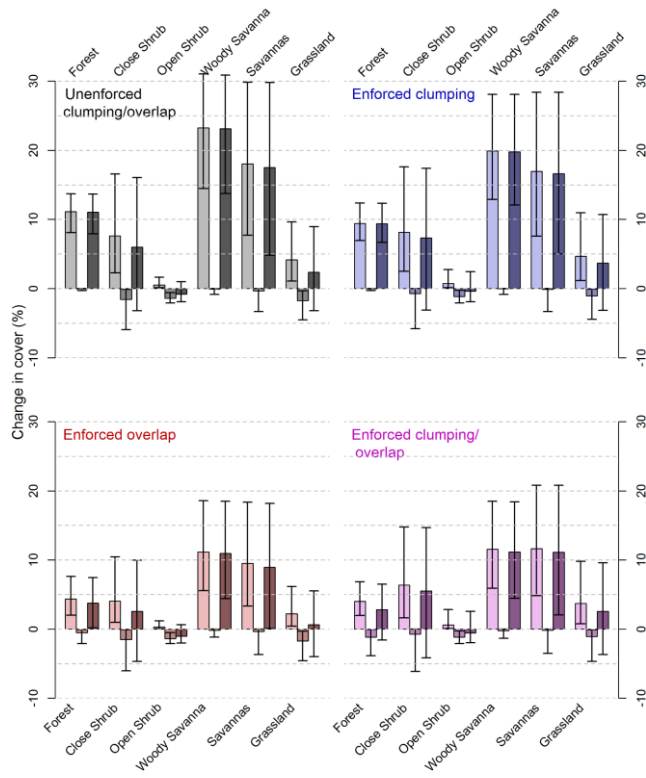 Forest
Close Shrub
Open Shrub
Woody Savanna
Savannas
Grassland
Forest
Close Shrub
Open Shrub
Woody Savanna
Savannas
Grassland
30
20
10
0
-10
Unenforced
clumping/overlap
Enforced clumping
30
20
10
0
-10
Change in cover (%)
30
20
10
0
-10
Enforced overlap
Enforced clumping/
overlap
30
20
10
0
-10
Forest
Close Shrub
Open Shrub
Woody Savanna
Savannas
Grassland
Forest
Close Shrub
Open Shrub
Woody Savanna
Savannas
Grassland